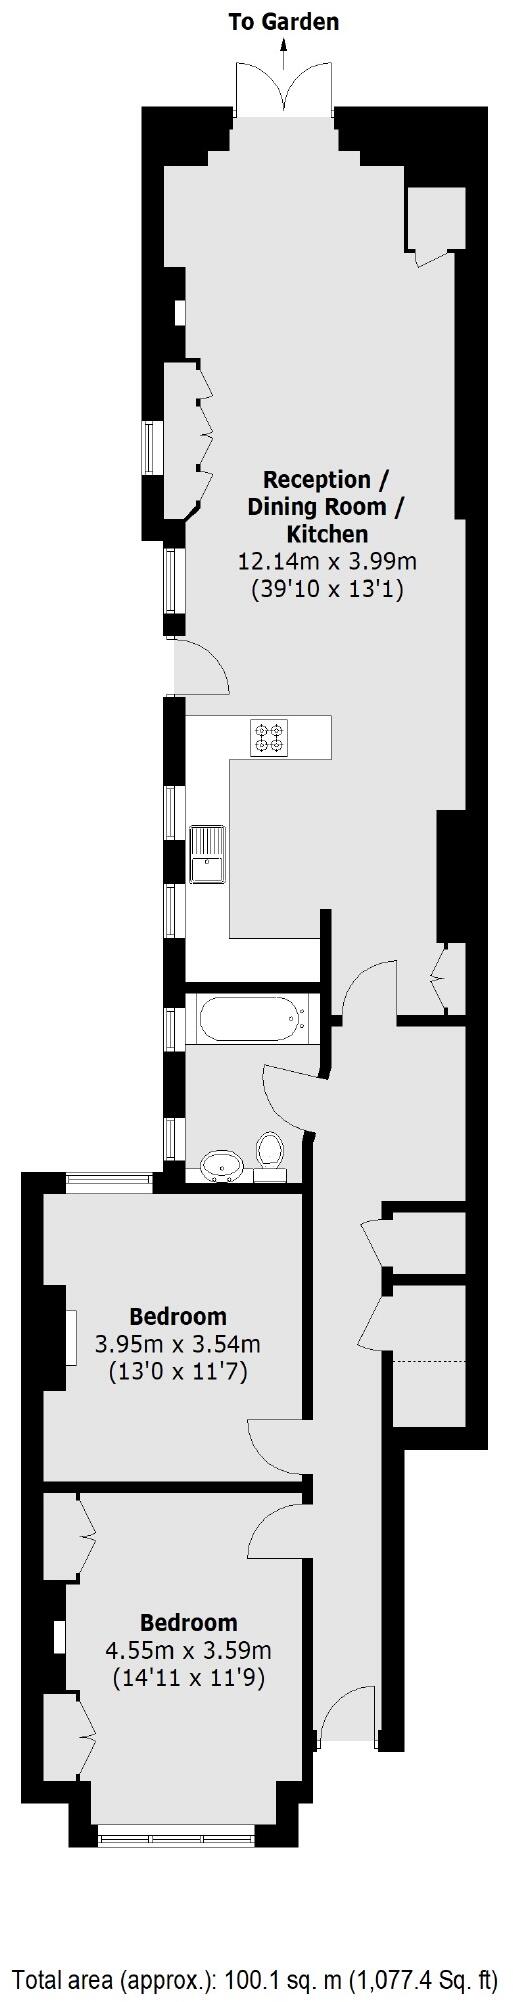 To Garden
Reception /
Dining Room /
Kitchen
12.14m x 3.99m
(39'10 x 13'1)
Bedroom
3.95m x 3.54m
(13'0 x 11'7)
Bedroom
4.55m x 3.59m
(14'11 x 11'9)
Total area (approx.): 100.1 sq. m (1,077.4 Sq. ft)